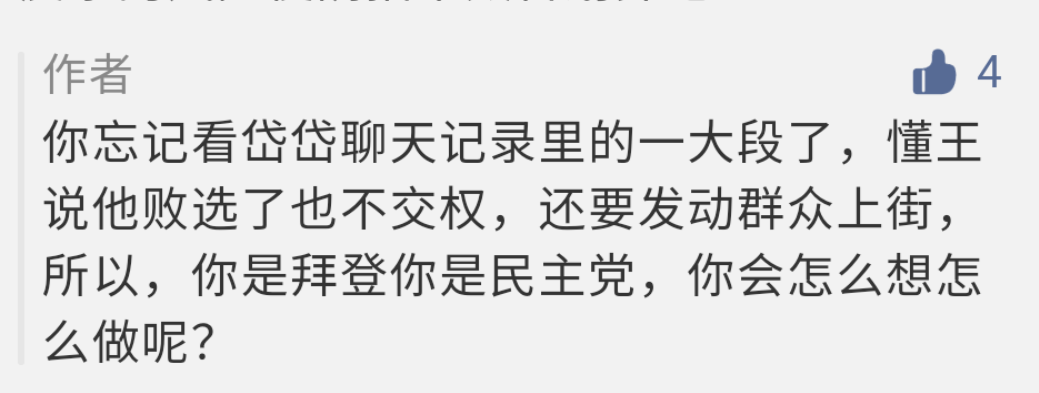 作者
4
你忘记看岱岱聊天记录里的一大段了，懂王
说他败选了也不交权，还要发动群众上街，
所以，你是拜登你是民主党，你会怎么想怎
么做呢？